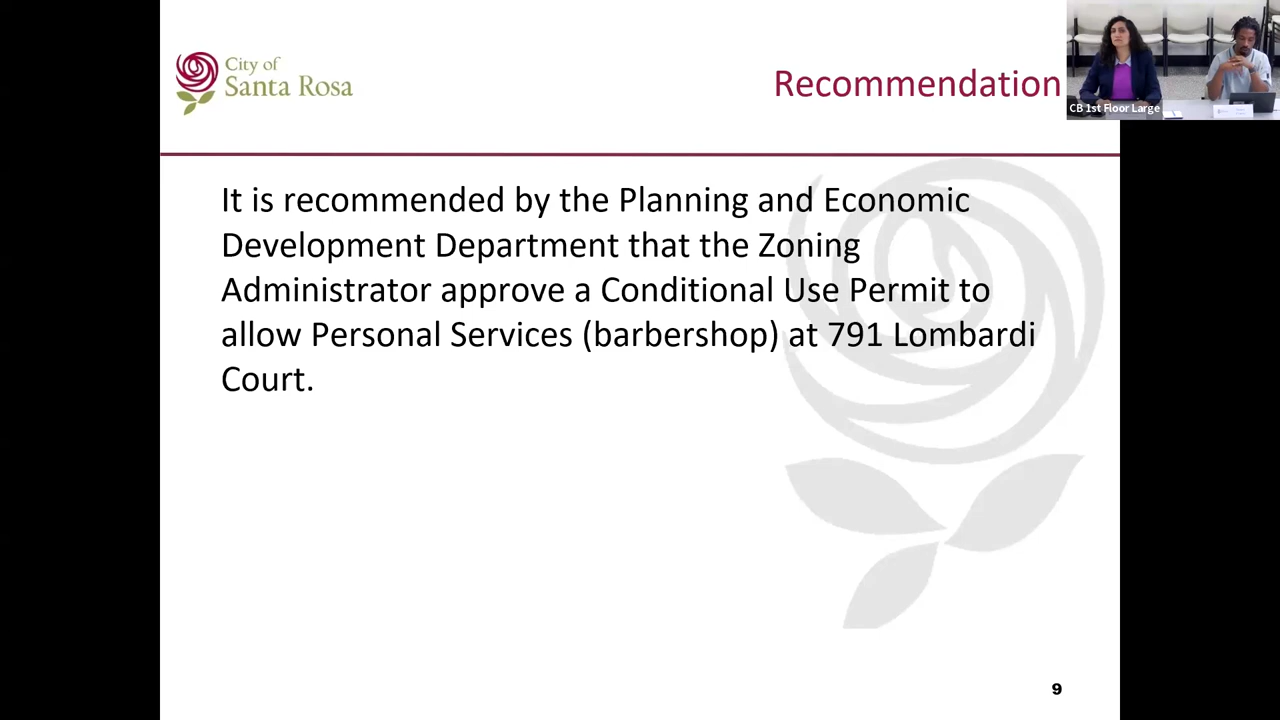 City of
Santa Rosa
Recommendation
CB 1st Floor Large
It is recommended by the Planning and Economic
Development Department that the Zoning
Administrator approve a Conditional Use Permit to
allow Personal Services (barbershop) at 791 Lombardi
Court.
9